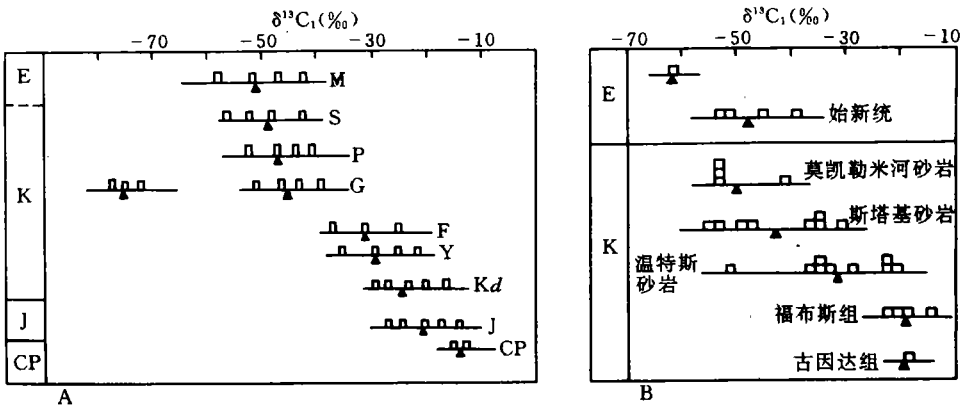 δ¹³C₁(‰)
−70 −50 −30 −10
E
K
J
CP
M
S
P
G
F
Y
Kd
J
CP
A
δ¹³C₁(‰)
−70 −50 −30 −10
E
K
始新统
莫凯勒米河砂岩
斯塔基砂岩
温特斯
砂岩
福布斯组
古因达组
B